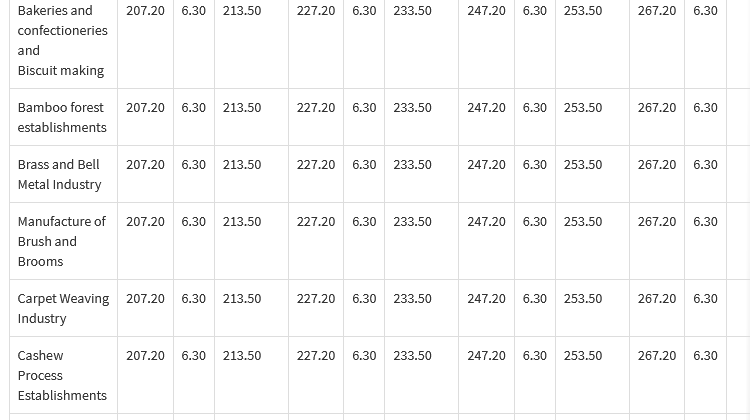 Bakeries and 207.20 6.30 213.50 227.20 6.30 233.50 247.20 6.30 253.50 267.20 6.30
confectioneries
and
Biscuit making
Bamboo forest 207.20 6.30 213.50 227.20 6.30 233.50 247.20 6.30 253.50 267.20 6.30
establishments
Brass and Bell 207.20 6.30 213.50 227.20 6.30 233.50 247.20 6.30 253.50 267.20 6.30
Metal Industry
Manufacture of 207.20 6.30 213.50 227.20 6.30 233.50 247.20 6.30 253.50 267.20 6.30
Brush and
Brooms
Carpet Weaving 207.20 6.30 213.50 227.20 6.30 233.50 247.20 6.30 253.50 267.20 6.30
Industry
Cashew 207.20 6.30 213.50 227.20 6.30 233.50 247.20 6.30 253.50 267.20 6.30
Process
Establishments